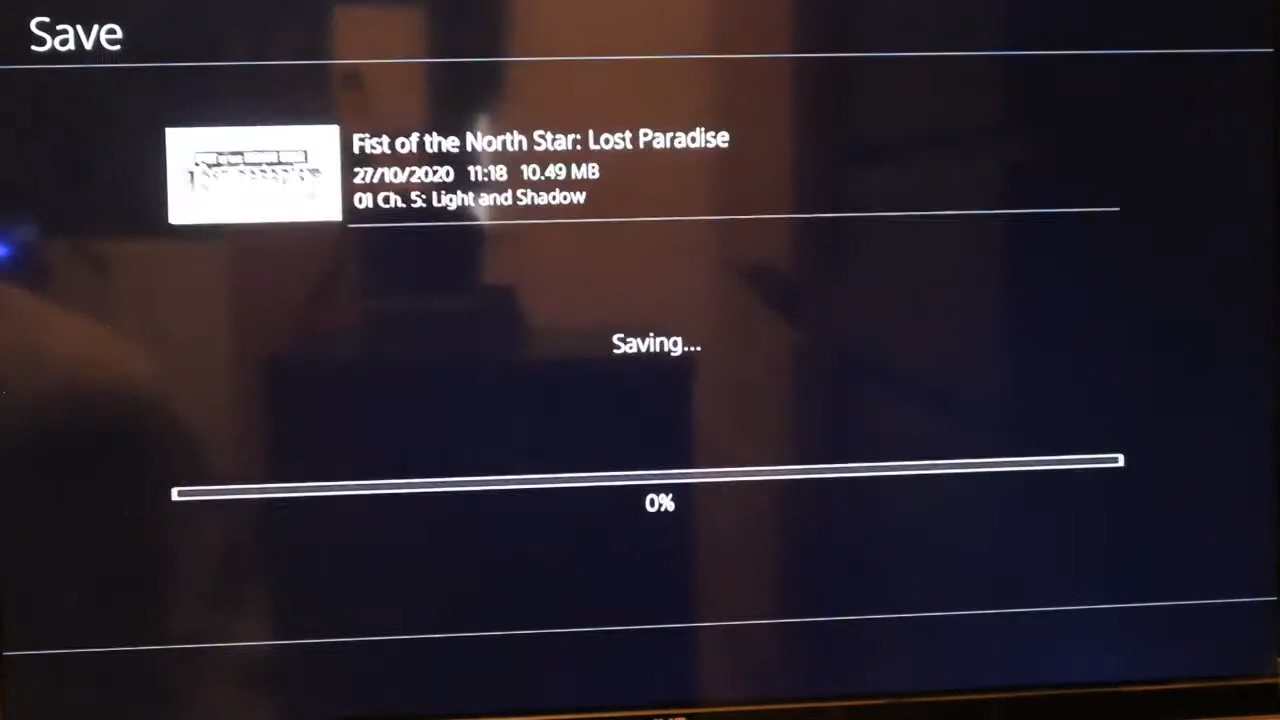 Save
Fist of the North Star: Lost Paradise
27/10/2020 11:18 10.49 MB
01 Ch. 5: Light and Shadow
Saving...
0%